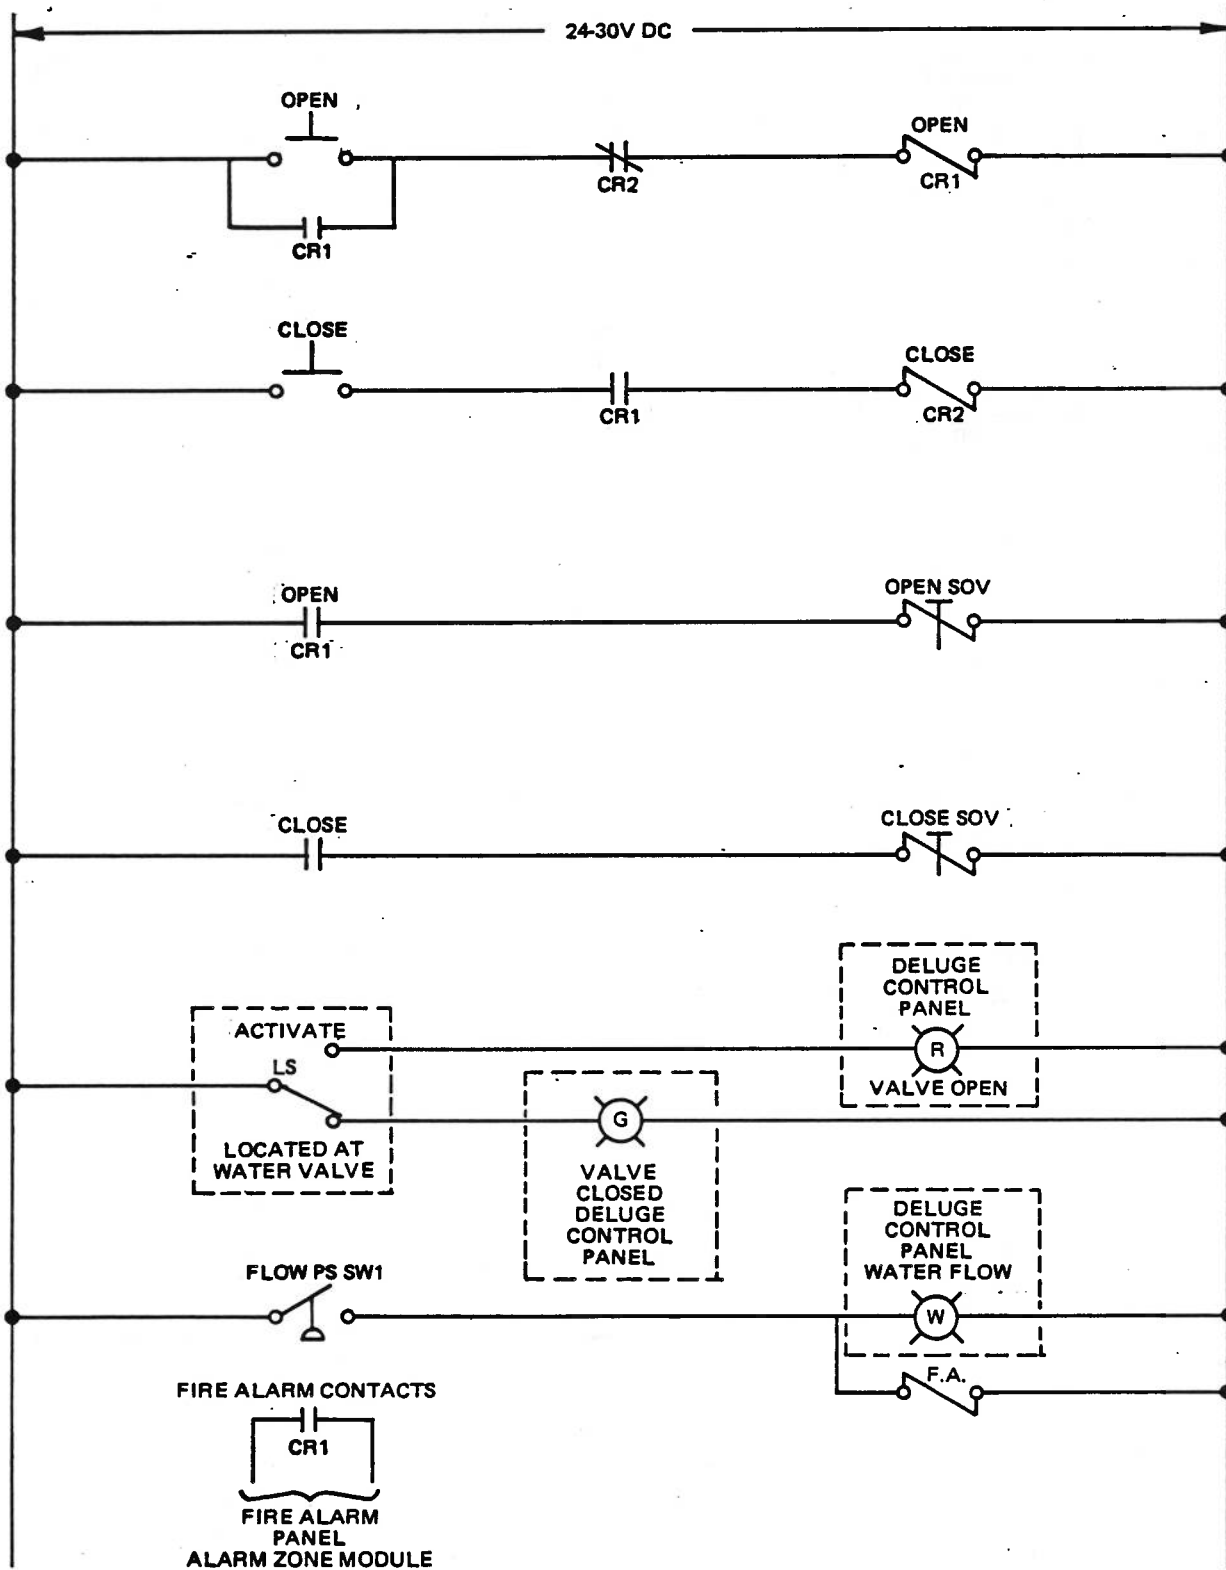 24-30V DC
OPEN
OPEN
CR2
CR1
CR1
CLOSE
CLOSE
CR1
CR2
OPEN
OPEN SOV
CR1
CLOSE
CLOSE SOV
DELUGE
CONTROL
PANEL
ACTIVATE
R
LS
VALVE OPEN
G
LOCATED AT
WATER VALVE
VALVE
CLOSED
DELUGE
CONTROL
PANEL
DELUGE
CONTROL
PANEL
WATER FLOW
FLOW PS SW1
W
F.A.
FIRE ALARM CONTACTS
CR1
FIRE ALARM
PANEL
ALARM ZONE MODULE